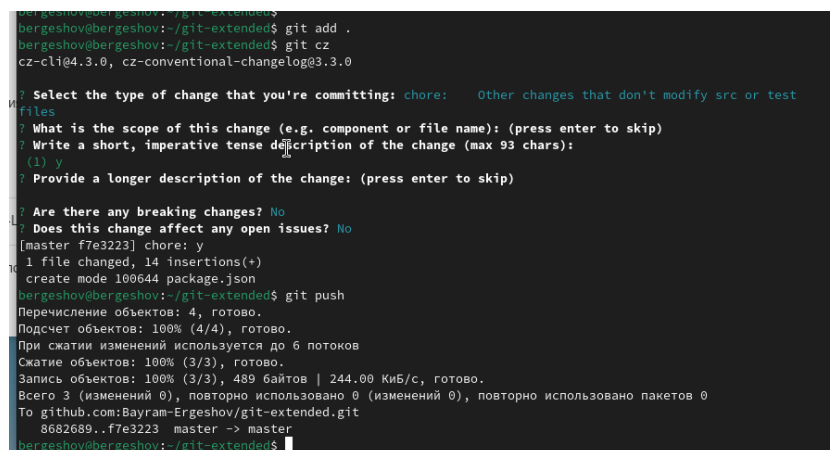 bergeshov@bergeshov:~/git-extended$
bergeshov@bergeshov:~/git-extended$ git add .
bergeshov@bergeshov:~/git-extended$ git cz
cz-cli@4.3.0, cz-conventional-changelog@3.3.0
? Select the type of change that you're committing: chore:    Other changes that don't modify src or test
files
? What is the scope of this change (e.g. component or file name): (press enter to skip)
? Write a short, imperative tense description of the change (max 93 chars):
(1) y
? Provide a longer description of the change: (press enter to skip)
? Are there any breaking changes? No
? Does this change affect any open issues? No
[master f7e3223] chore: y
1 file changed, 14 insertions(+)
create mode 100644 package.json
bergeshov@bergeshov:~/git-extended$ git push
Перечисление объектов: 4, готово.
Подсчет объектов: 100% (4/4), готово.
При сжатии изменений используется до 6 потоков
Сжатие объектов: 100% (3/3), готово.
Запись объектов: 100% (3/3), 489 байтов | 244.00 КиБ/с, готово.
Всего 3 (изменений 0), повторно использовано 0 (изменений 0), повторно использовано пакетов 0
To github.com:Bayram-Ergeshov/git-extended.git
8682689..f7e3223  master -> master
bergeshov@bergeshov:~/git-extended$